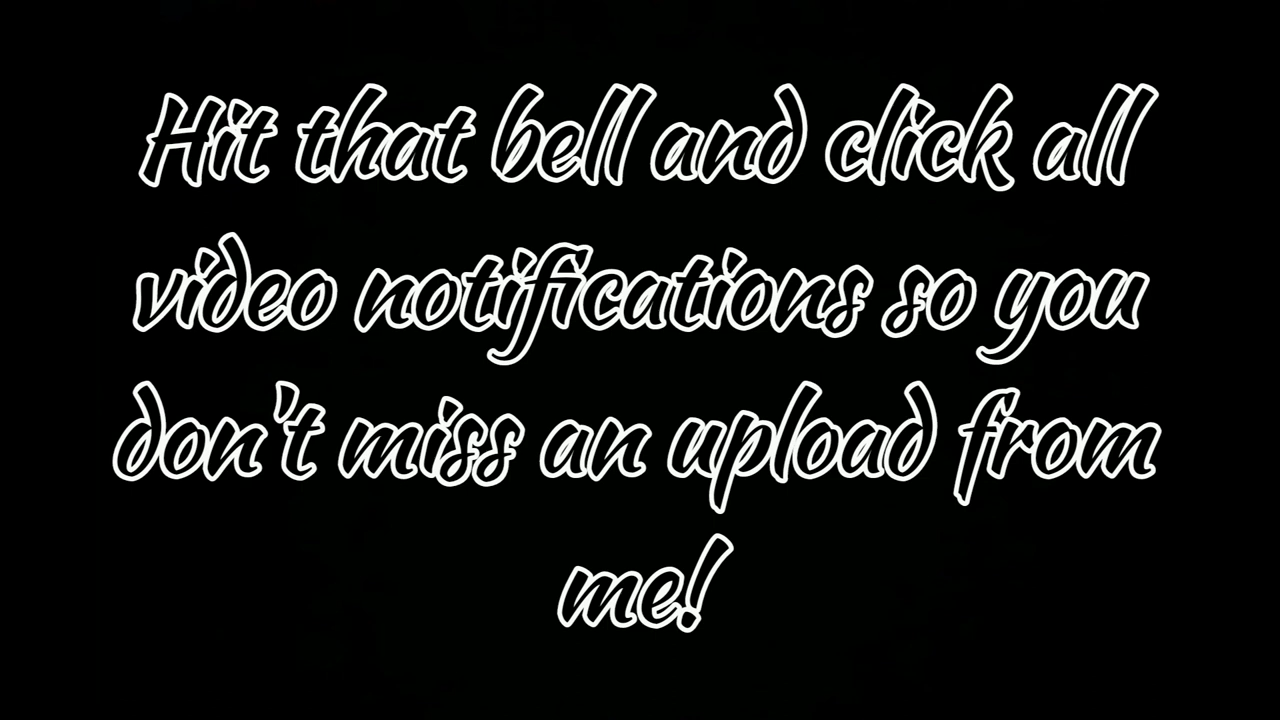 Hit that bell and click all
video notifications so you
don't miss an upload from
me!